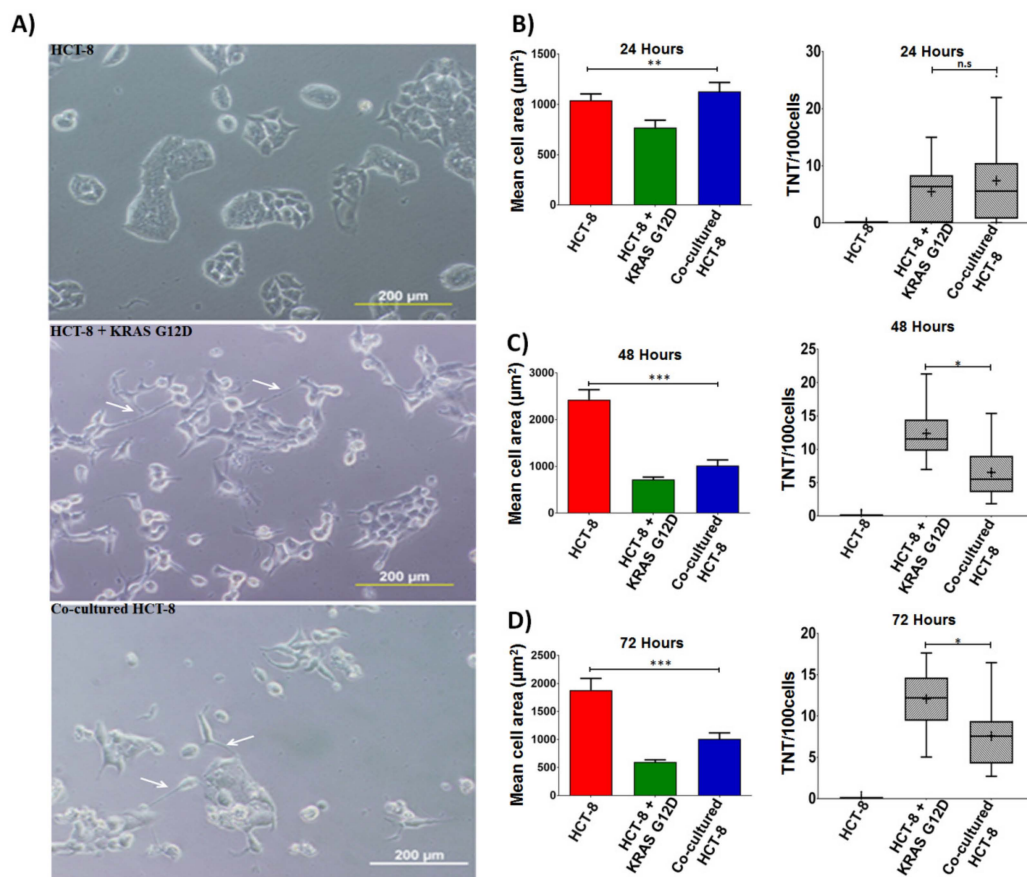 A)
HCT-8
200 µm
HCT-8 + KRAS G12D
200 µm
Co-cultured HCT-8
200 µm
B)
24 Hours
**
Mean cell area (µm²)
1500
1000
500
0
HCT-8
HCT-8 +
KRAS G12D
Co-cultured
HCT-8
24 Hours
n.s
TNT/100cells
30
20
10
0
HCT-8
HCT-8 +
KRAS G12D
Co-cultured
HCT-8
C)
48 Hours
***
Mean cell area (µm²)
3000
2000
1000
0
HCT-8
HCT-8 +
KRAS G12D
Co-cultured
HCT-8
48 Hours
*
TNT/100cells
25
20
15
10
5
0
HCT-8
HCT-8 +
KRAS G12D
Co-cultured
HCT-8
D)
72 Hours
***
Mean cell area (µm²)
2000
1500
1000
500
0
HCT-8
HCT-8 +
KRAS G12D
Co-cultured
HCT-8
72 Hours
*
TNT/100cells
20
15
10
5
0
HCT-8
HCT-8 +
KRAS G12D
Co-cultured
HCT-8